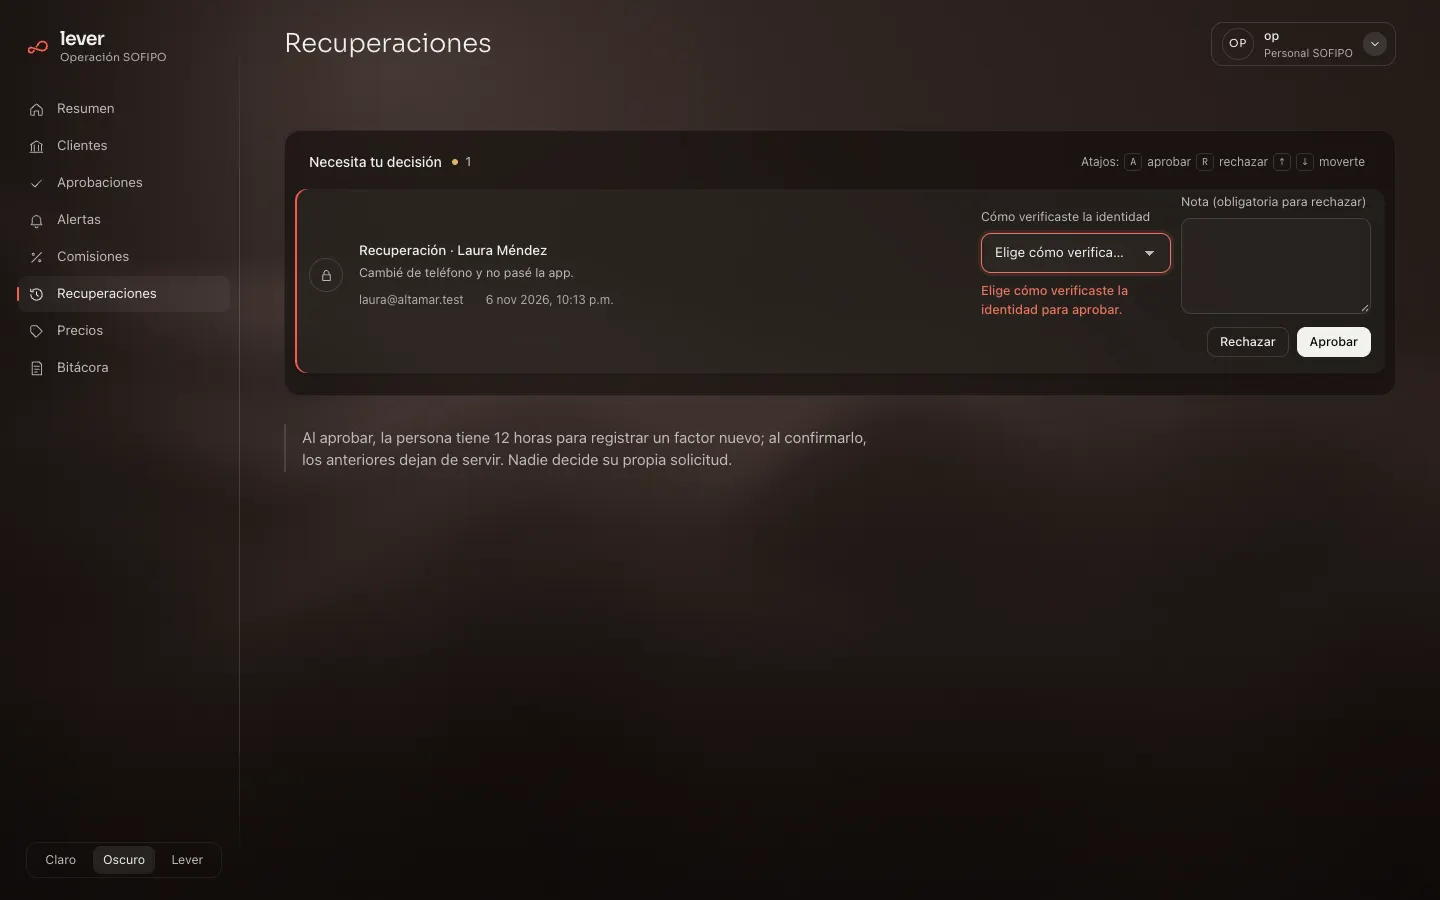 lever
Operación SOFIPO
Resumen
Clientes
Aprobaciones
Alertas
Comisiones
Recuperaciones
Precios
Bitácora
Claro Oscuro Lever
Recuperaciones
OP
op
Personal SOFIPO
Necesita tu decisión 1
Atajos: A aprobar R rechazar ↑ ↓ moverte
Recuperación · Laura Méndez
Cambié de teléfono y no pasé la app.
laura@altamar.test 6 nov 2026, 10:13 p.m.
Cómo verificaste la identidad
Elige cómo verifica...
Elige cómo verificaste la
identidad para aprobar.
Nota (obligatoria para rechazar)
Rechazar Aprobar
Al aprobar, la persona tiene 12 horas para registrar un factor nuevo; al confirmarlo,
los anteriores dejan de servir. Nadie decide su propia solicitud.